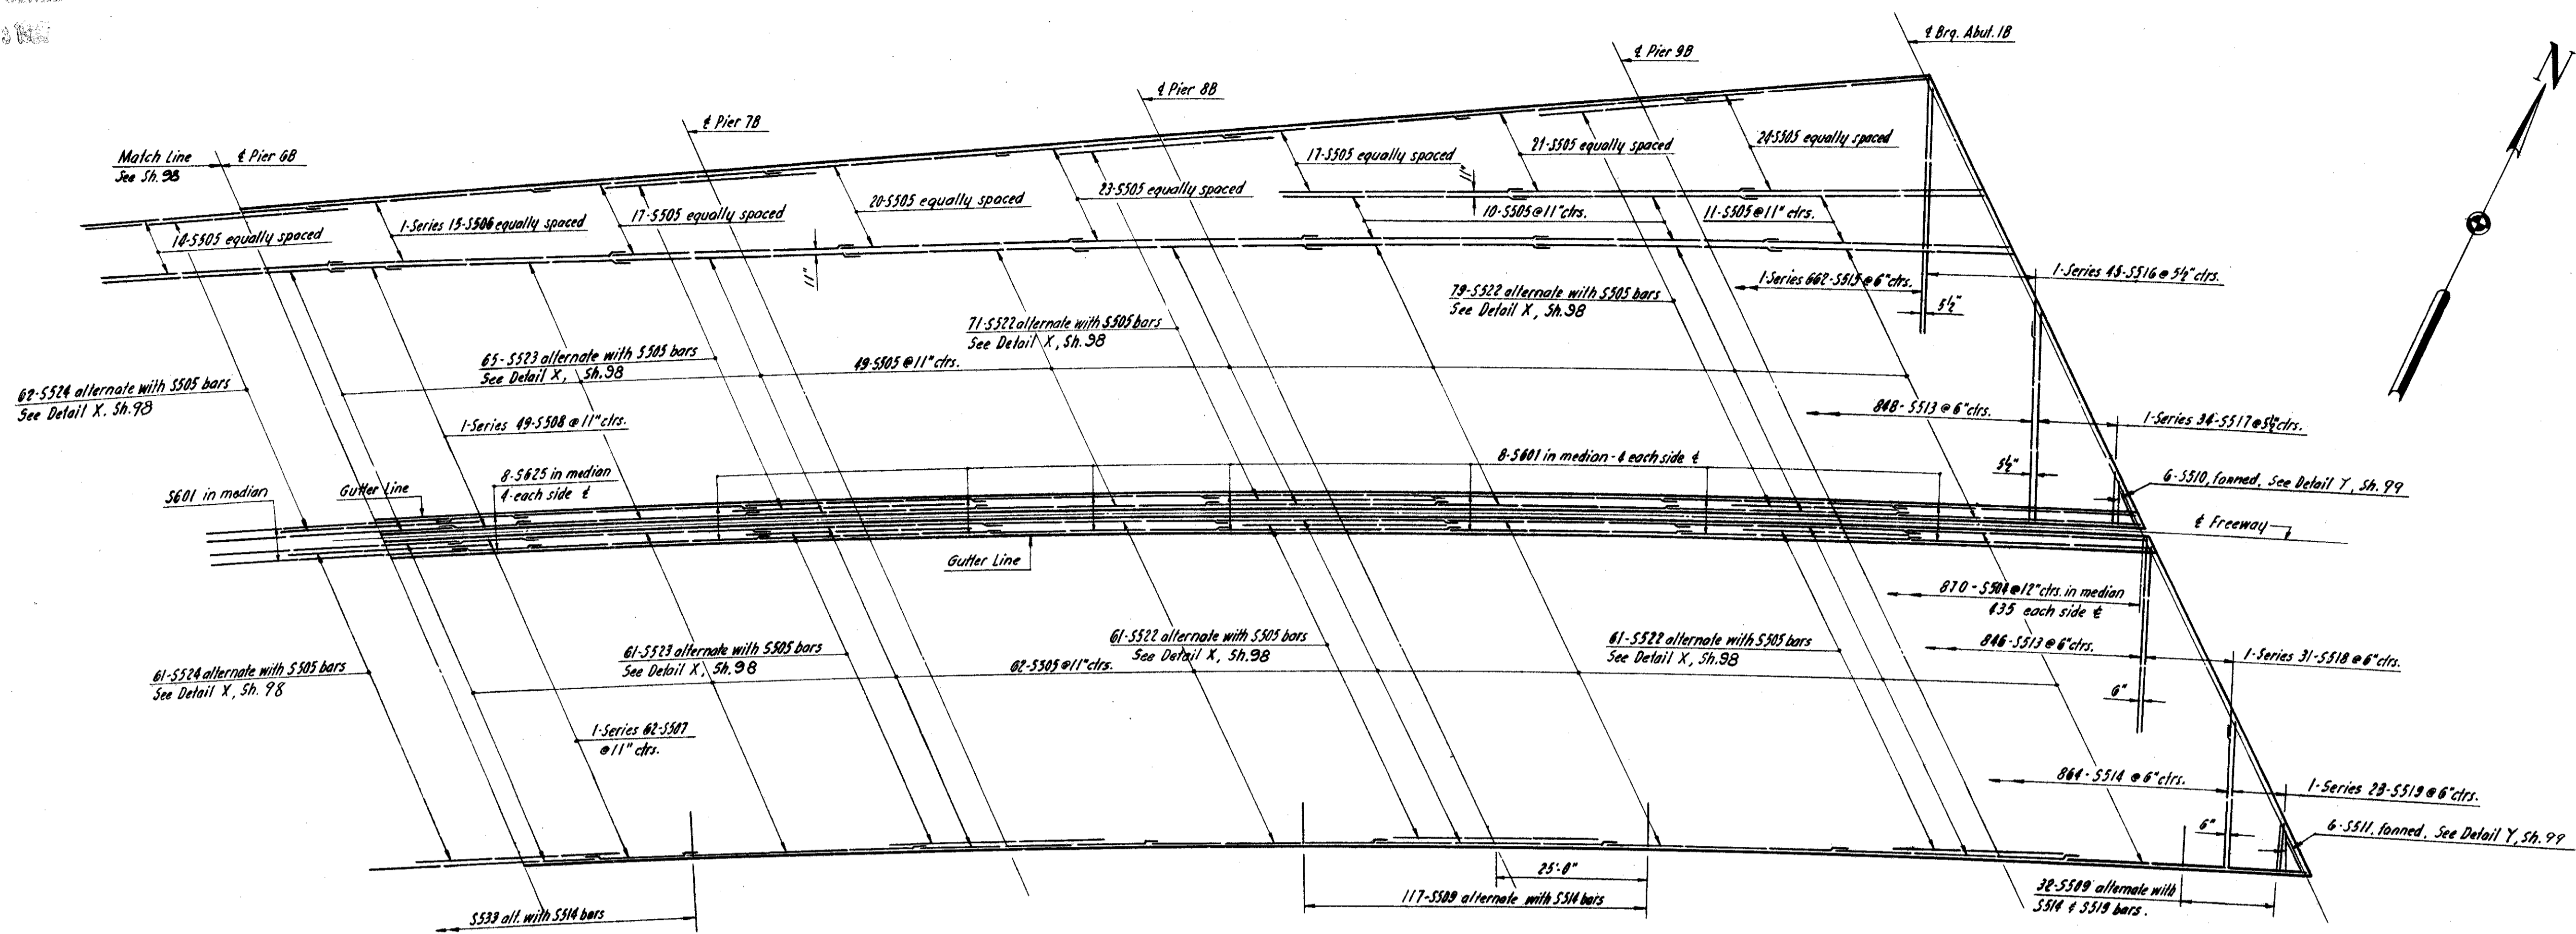 ℄ Brg. Abut. 1B
℄ Pier 9B
N
℄ Pier 8B
℄ Pier 7B
Match Line
See Sh. 98
℄ Pier 6B
17-S505 equally spaced
21-S505 equally spaced
24-S505 equally spaced
11"
14-S505 equally spaced
1-Series 15-S506 equally spaced
17-S505 equally spaced
20-S505 equally spaced
23-S505 equally spaced
10-S505 @ 11" ctrs.
11-S505 @ 11" ctrs.
11"
1-Series 662-S515 @ 6" ctrs.
1-Series 45-S516 @ 5½" ctrs.
5½"
79-S522 alternate with S505 bars
See Detail X, Sh. 98
71-S522 alternate with S505 bars
See Detail X, Sh. 98
65-S523 alternate with S505 bars
See Detail X, Sh. 98
49-S505 @ 11" ctrs.
62-S524 alternate with S505 bars
See Detail X. Sh. 98
848-S513 @ 6" ctrs.
1-Series 34-S517 @ 5½" ctrs.
1-Series 49-S508 @ 11" ctrs.
5½"
8-S625 in median
4-each side ℄
8-S601 in median-4 each side ℄
6-S510, fanned, See Detail Y, Sh. 99
S601 in median
Gutter Line
℄ Freeway
Gutter Line
870-S504 @ 12" ctrs. in median
435 each side ℄
61-S524 alternate with S505 bars
See Detail X, Sh. 98
61-S523 alternate with S505 bars
See Detail X, Sh. 98
62-S505 @ 11" ctrs.
61-S522 alternate with S505 bars
See Detail X, Sh. 98
61-S522 alternate with S505 bars
See Detail X, Sh. 98
846-S513 @ 6" ctrs.
1-Series 31-S518 @ 6" ctrs.
6"
1-Series 62-S507
@ 11" ctrs.
864-S514 @ 6" ctrs.
1-Series 28-S519 @ 6" ctrs.
6"
6-S511, fanned, See Detail Y, Sh. 99
25'-0"
117-S509 alternate with S514 bars
32-S509 alternate with
S514 & S519 bars.
S533 alt. with S514 bars